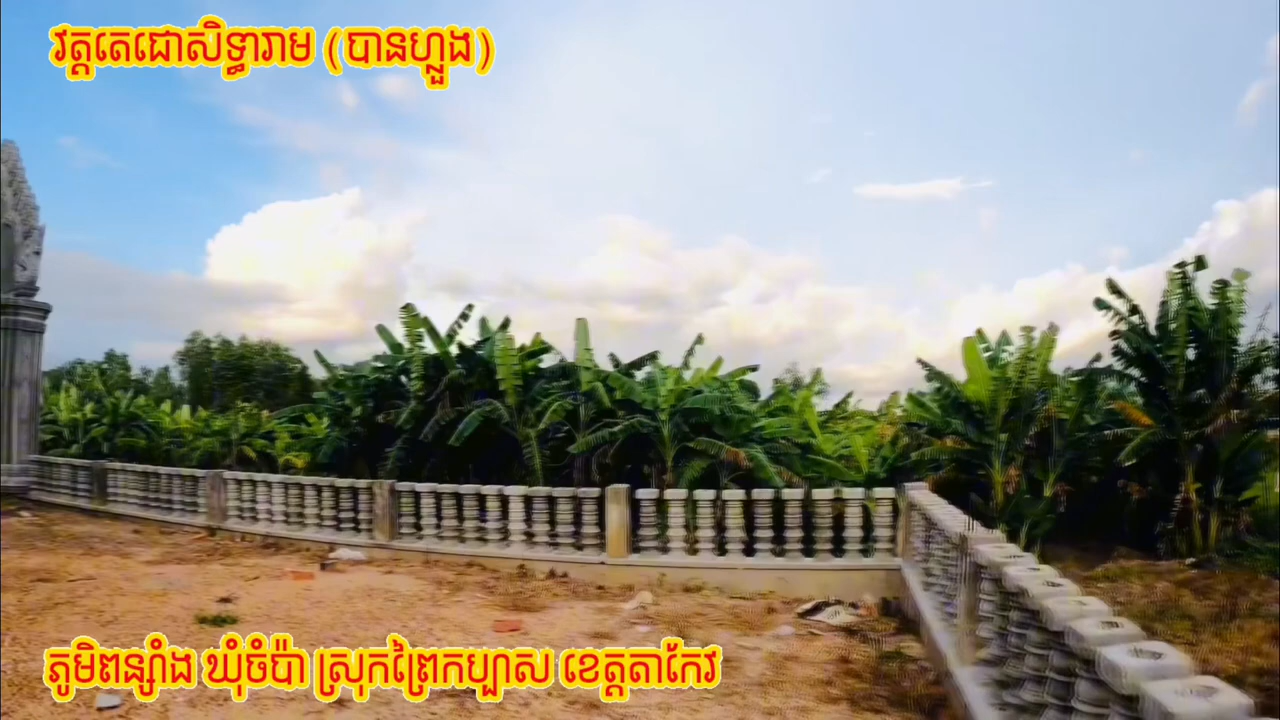 វត្តតេជោសិទ្ធារាម (បានហ្លួង)
ភូមិពន្សាំង ឃុំចំប៉ា ស្រុកព្រៃកប្បាស ខេត្តតាកែវ